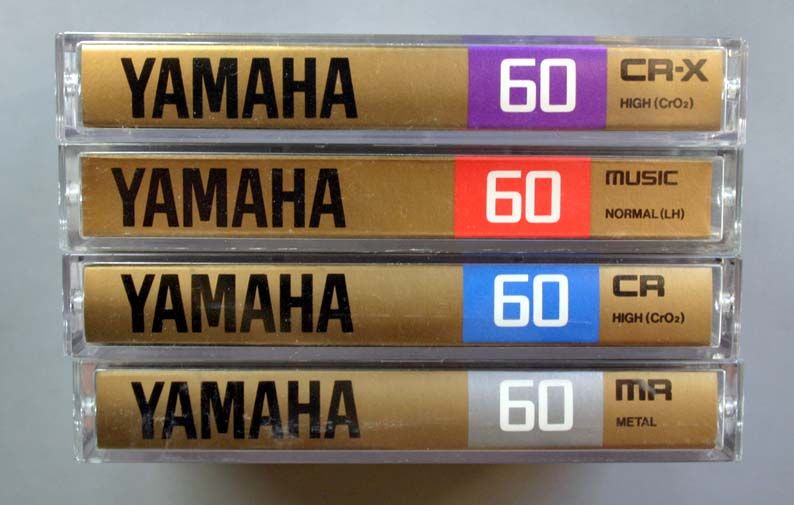 YAMAHA 60 CR-X
HIGH (CrO₂)
YAMAHA 60 MUSIC
NORMAL (LH)
YAMAHA 60 CR
HIGH (CrO₂)
YAMAHA 60 MR
METAL